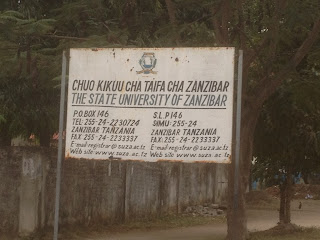 CHUO KIKUU CHA TAIFA CHA ZANZIBAR
THE STATE UNIVERSITY OF ZANZIBAR
P.O BOX 146
TEL: 255-24-2230724
ZANZIBAR TANZANIA
FAX: 255-24-2233337
E-mail registrar@suza.ac.tz
Web site www.suza.ac.tz
S.L.P 146
SIMU: 255-24-
ZANZIBAR TANZANIA
FAX: 255-24-2233337
E-mail registrar@suza.ac.tz
Web site www.suza.ac.tz